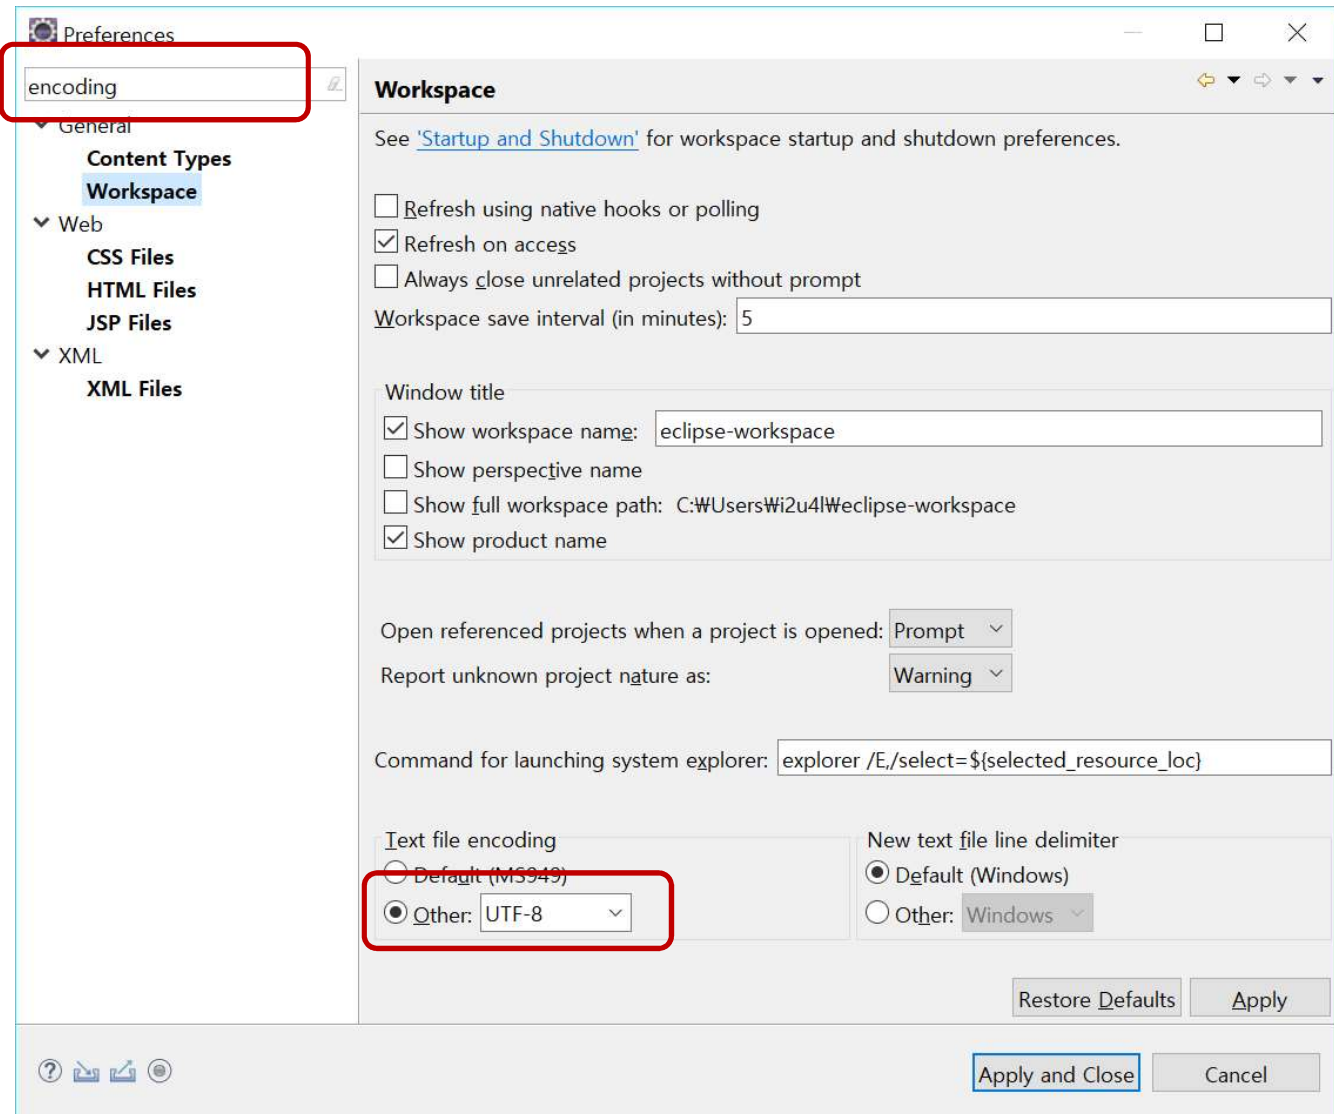 Preferences
encoding
General
Content Types
Workspace
Web
CSS Files
HTML Files
JSP Files
XML
XML Files
Workspace
See 'Startup and Shutdown' for workspace startup and shutdown preferences.
Refresh using native hooks or polling
Refresh on access
Always close unrelated projects without prompt
Workspace save interval (in minutes): 5
Window title
Show workspace name: eclipse-workspace
Show perspective name
Show full workspace path: C:₩Users₩i2u4l₩eclipse-workspace
Show product name
Open referenced projects when a project is opened: Prompt
Report unknown project nature as: Warning
Command for launching system explorer: explorer /E,/select=${selected_resource_loc}
Text file encoding
Default (MS949)
Other: UTF-8
New text file line delimiter
Default (Windows)
Other: Windows
Restore Defaults
Apply
Apply and Close
Cancel